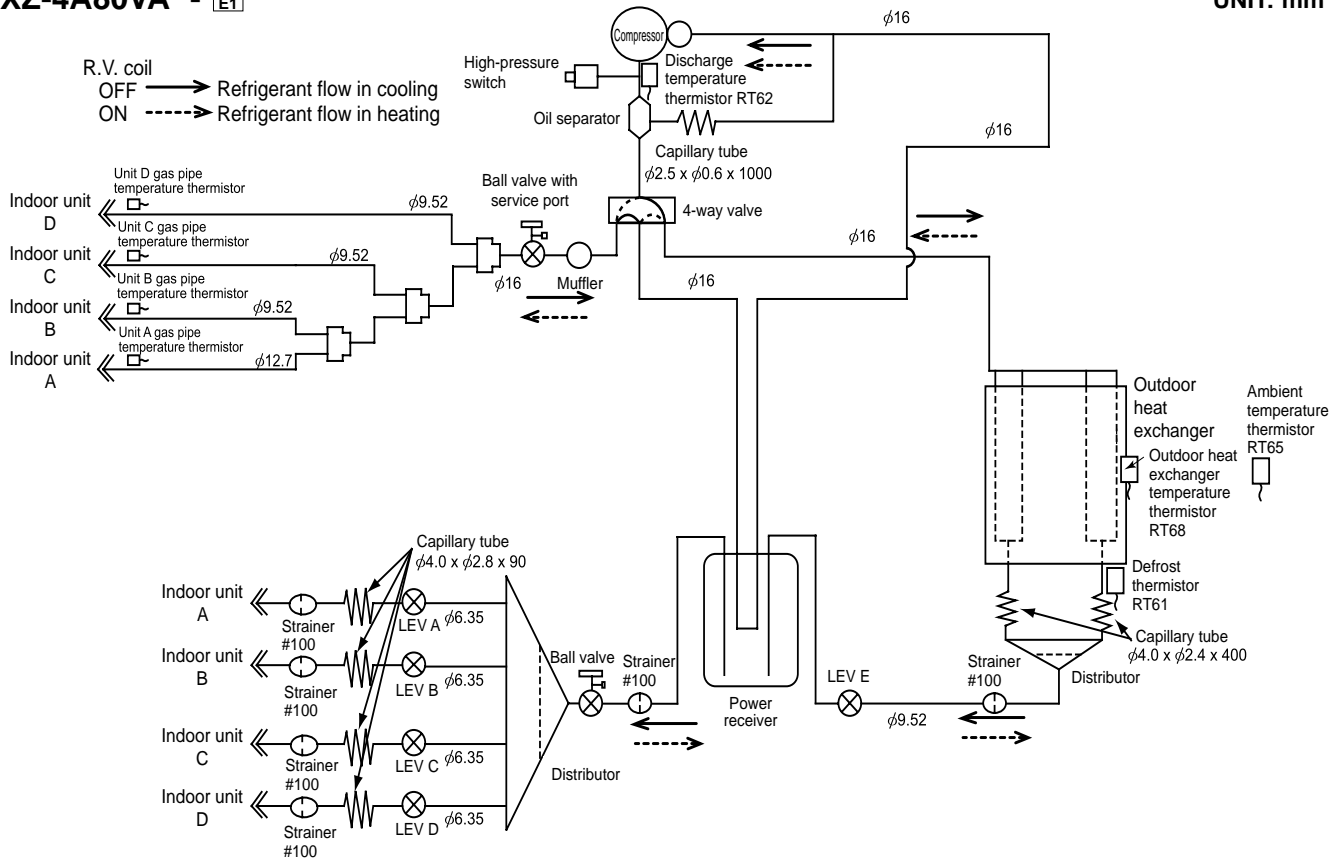 XZ-4A80VA - E1
UNIT: mm
R.V. coil
OFF Refrigerant flow in cooling
ON Refrigerant flow in heating
Compressor
High-pressure
switch
Discharge
temperature
thermistor RT62
Oil separator
Capillary tube
ϕ2.5 x ϕ0.6 x 1000
ϕ16
ϕ16
4-way valve
Ball valve with
service port
Muffler
ϕ16
ϕ16
ϕ16
Indoor unit
D
Unit D gas pipe
temperature thermistor
ϕ9.52
Indoor unit
C
Unit C gas pipe
temperature thermistor
ϕ9.52
Indoor unit
B
Unit B gas pipe
temperature thermistor
ϕ9.52
Indoor unit
A
Unit A gas pipe
temperature thermistor
ϕ12.7
Outdoor
heat
exchanger
Outdoor heat
exchanger
temperature
thermistor
RT68
Ambient
temperature
thermistor
RT65
Defrost
thermistor
RT61
Capillary tube
ϕ4.0 x ϕ2.4 x 400
Distributor
Strainer
#100
ϕ9.52
LEV E
Power
receiver
Strainer
#100
Ball valve
Distributor
Capillary tube
ϕ4.0 x ϕ2.8 x 90
Indoor unit
A
Strainer
#100
LEV A
ϕ6.35
Indoor unit
B
Strainer
#100
LEV B
ϕ6.35
Indoor unit
C
Strainer
#100
LEV C
ϕ6.35
Indoor unit
D
Strainer
#100
LEV D
ϕ6.35